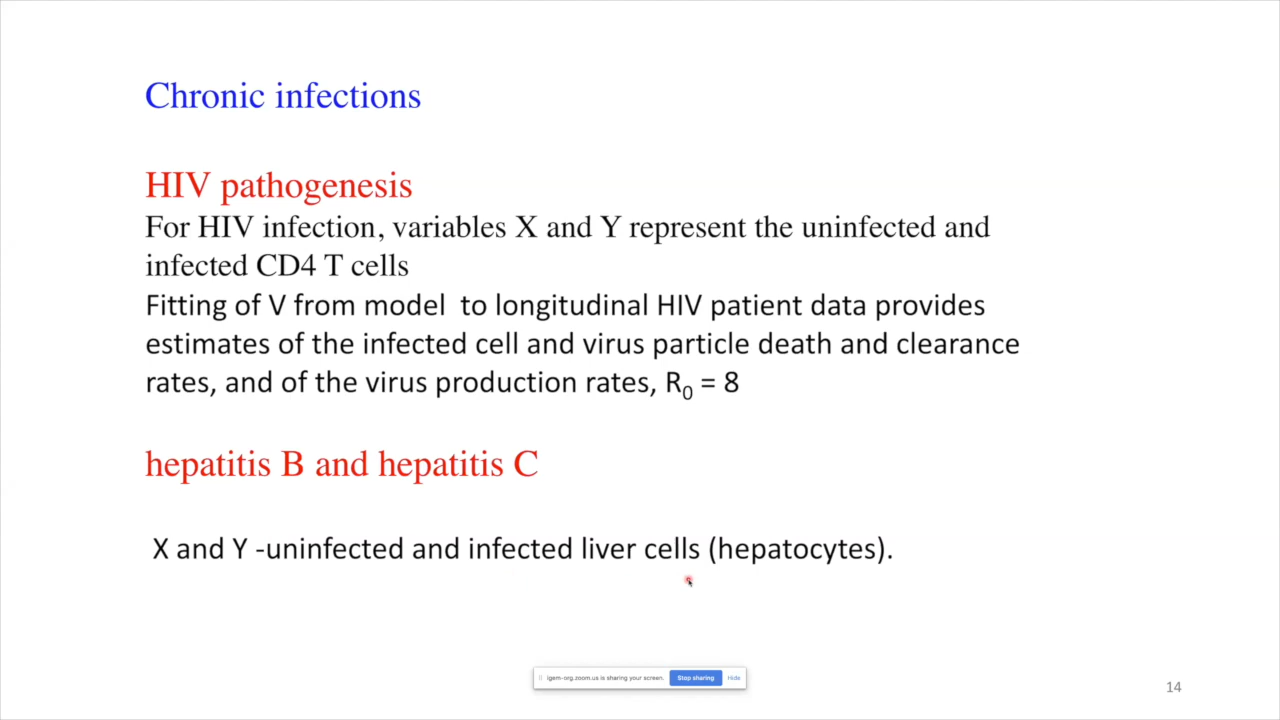 Chronic infections
HIV pathogenesis
For HIV infection, variables X and Y represent the uninfected and
infected CD4 T cells
Fitting of V from model  to longitudinal HIV patient data provides
estimates of the infected cell and virus particle death and clearance
rates, and of the virus production rates, R₀ = 8
hepatitis B and hepatitis C
X and Y -uninfected and infected liver cells (hepatocytes).
igem-org.zoom.us is sharing your screen. Stop sharing Hide
14